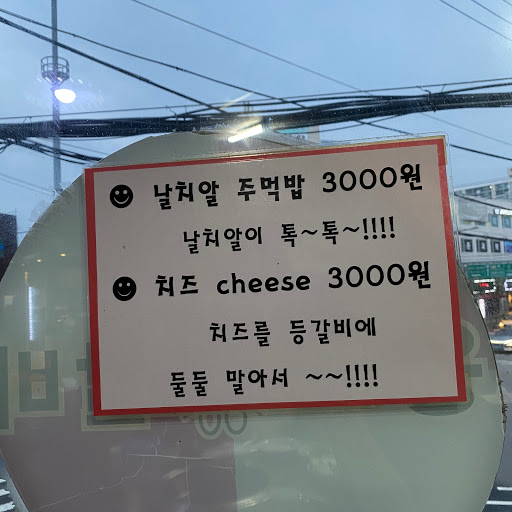 ☻ 날치알 주먹밥 3000원
날치알이 톡~톡~!!!!
☻ 치즈 cheese 3000원
치즈를 등갈비에
둘둘 말아서 ~~!!!!